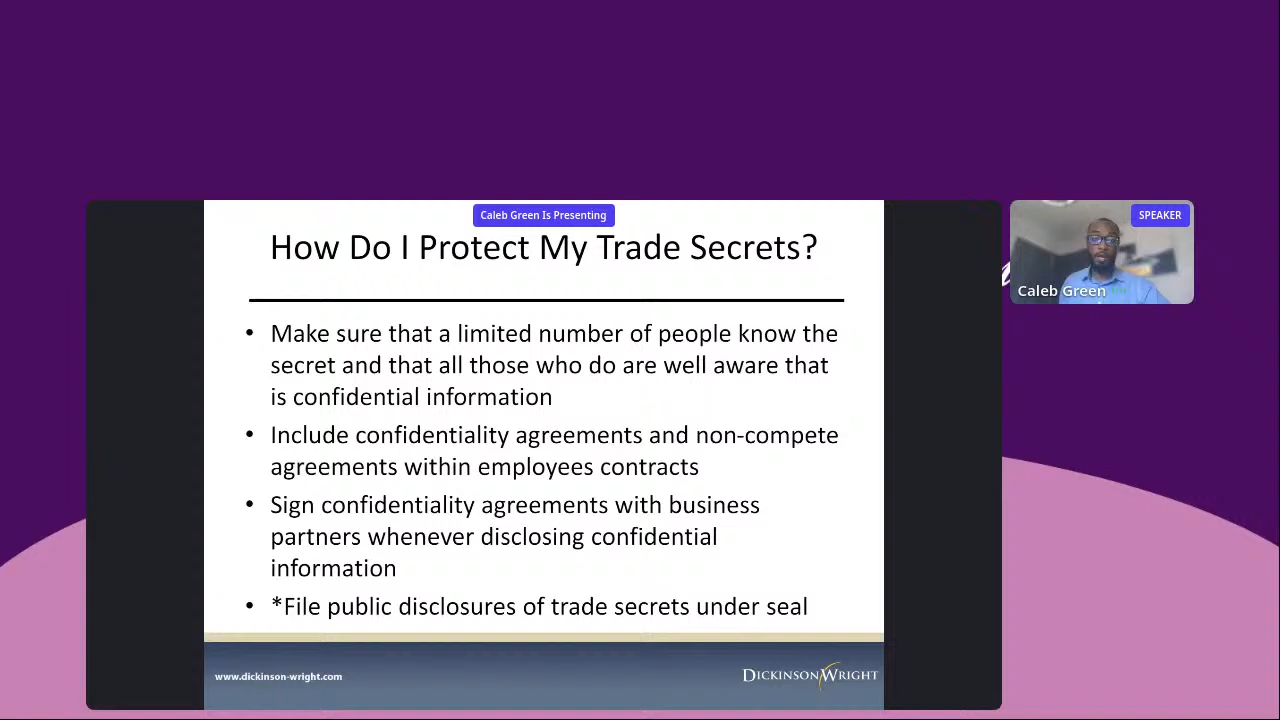 Caleb Green Is Presenting
SPEAKER
How Do I Protect My Trade Secrets?
Caleb Green
• Make sure that a limited number of people know the
secret and that all those who do are well aware that
is confidential information
• Include confidentiality agreements and non-compete
agreements within employees contracts
• Sign confidentiality agreements with business
partners whenever disclosing confidential
information
• *File public disclosures of trade secrets under seal
www.dickinson-wright.com
DICKINSON WRIGHT